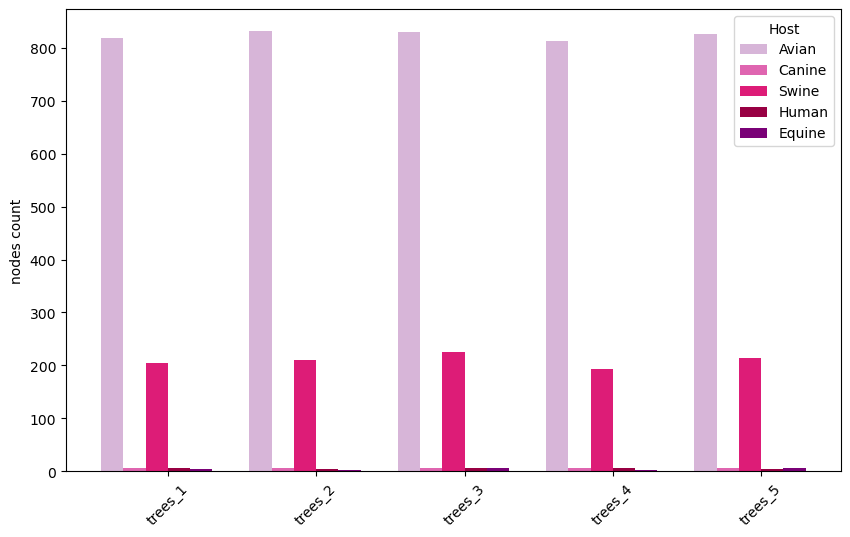 Host
Avian
Canine
Swine
Human
Equine
nodes count
800
700
600
500
400
300
200
100
0
trees_1
trees_2
trees_3
trees_4
trees_5